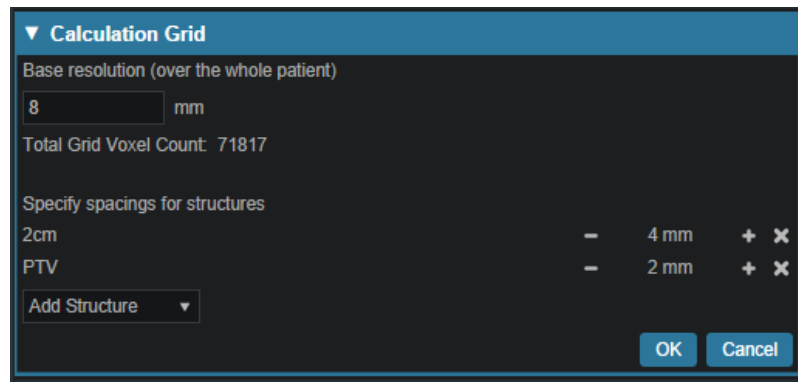 Calculation Grid
Base resolution (over the whole patient)
8 mm
Total Grid Voxel Count: 71817
Specify spacings for structures
2cm 4 mm
PTV 2 mm
Add Structure
OK Cancel